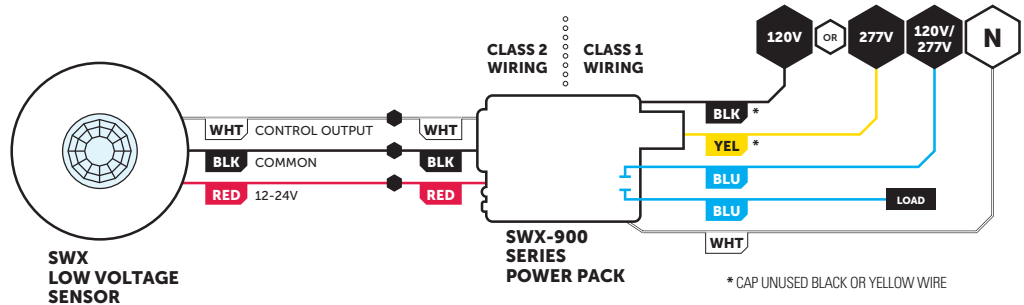 120V
OR
277V
120V/
277V
N
CLASS 2
WIRING
CLASS 1
WIRING
BLK *
WHT CONTROL OUTPUT WHT
YEL *
BLK COMMON BLK
BLU
RED 12-24V RED
BLU
LOAD
WHT
SWX
LOW VOLTAGE
SENSOR
SWX-900
SERIES
POWER PACK
* CAP UNUSED BLACK OR YELLOW WIRE